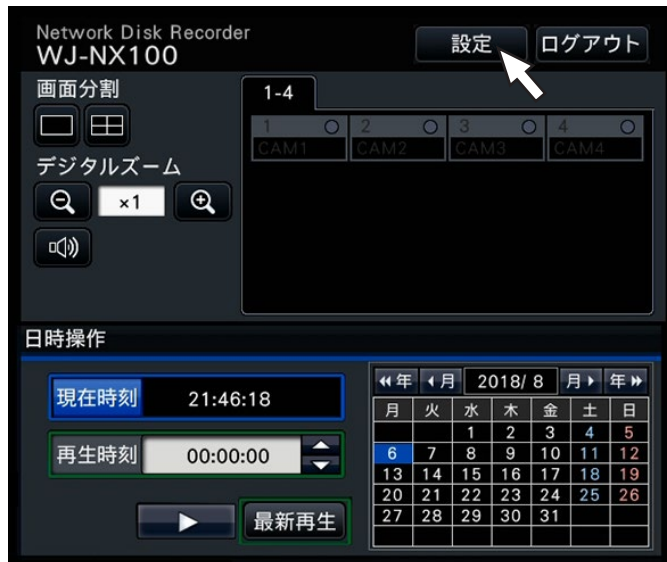 Network Disk Recorder
WJ-NX100
設定
ログアウト
画面分割
1-4
1 2 3 4
CAM1 CAM2 CAM3 CAM4
デジタルズーム
×1
日時操作
現在時刻 21:46:18
再生時刻 00:00:00
最新再生
年 月 2018/ 8 月 年
月 火 水 木 金 土 日
1 2 3 4 5
6 7 8 9 10 11 12
13 14 15 16 17 18 19
20 21 22 23 24 25 26
27 28 29 30 31